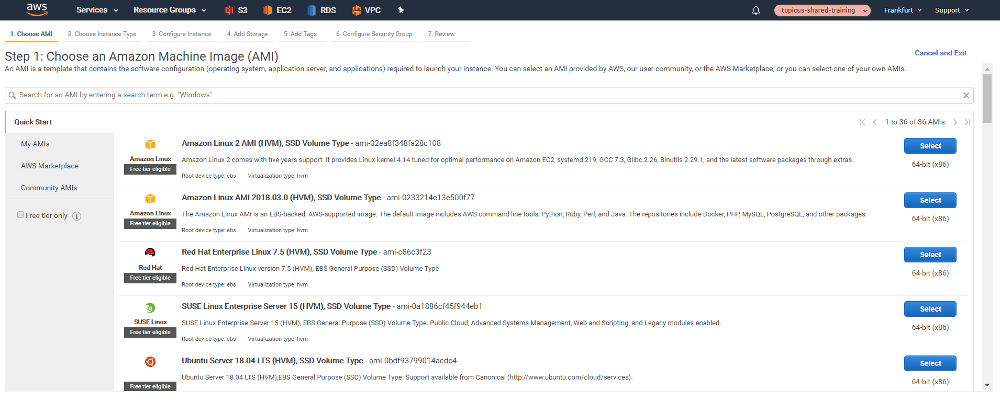 aws Services Resource Groups S3 EC2 RDS VPC topicus-shared-training Frankfurt Support
1. Choose AMI 2. Choose Instance Type 3. Configure Instance 4. Add Storage 5. Add Tags 6. Configure Security Group 7. Review
Step 1: Choose an Amazon Machine Image (AMI)
Cancel and Exit
An AMI is a template that contains the software configuration (operating system, application server, and applications) required to launch your instance. You can select an AMI provided by AWS, our user community, or the AWS Marketplace; or you can select one of your own AMIs.
Search for an AMI by entering a search term e.g. "Windows"
Quick Start
1 to 36 of 36 AMIs
My AMIs
AWS Marketplace
Community AMIs
Free tier only
Amazon Linux
Free tier eligible
Amazon Linux 2 AMI (HVM), SSD Volume Type - ami-02ea8f348fa28c108
Amazon Linux 2 comes with five years support. It provides Linux kernel 4.14 tuned for optimal performance on Amazon EC2, systemd 219, GCC 7.3, Glibc 2.26, Binutils 2.29.1, and the latest software packages through extras.
Root device type: ebs Virtualization type: hvm
Select
64-bit (x86)
Amazon Linux
Free tier eligible
Amazon Linux AMI 2018.03.0 (HVM), SSD Volume Type - ami-0233214e13e500f77
The Amazon Linux AMI is an EBS-backed, AWS-supported image. The default image includes AWS command line tools, Python, Ruby, Perl, and Java. The repositories include Docker, PHP, MySQL, PostgreSQL, and other packages.
Root device type: ebs Virtualization type: hvm
Select
64-bit (x86)
Red Hat
Free tier eligible
Red Hat Enterprise Linux 7.5 (HVM), SSD Volume Type - ami-c86c3f23
Red Hat Enterprise Linux version 7.5 (HVM), EBS General Purpose (SSD) Volume Type
Root device type: ebs Virtualization type: hvm
Select
64-bit (x86)
SUSE Linux
Free tier eligible
SUSE Linux Enterprise Server 15 (HVM), SSD Volume Type - ami-0a1886cf45f944eb1
SUSE Linux Enterprise Server 15 (HVM), EBS General Purpose (SSD) Volume Type. Public Cloud, Advanced Systems Management, Web and Scripting, and Legacy modules enabled.
Root device type: ebs Virtualization type: hvm
Select
64-bit (x86)
Free tier eligible
Ubuntu Server 18.04 LTS (HVM), SSD Volume Type - ami-0bdf93799014acdc4
Ubuntu Server 18.04 LTS (HVM),EBS General Purpose (SSD) Volume Type. Support available from Canonical (http://www.ubuntu.com/cloud/services).
Select
64-bit (x86)